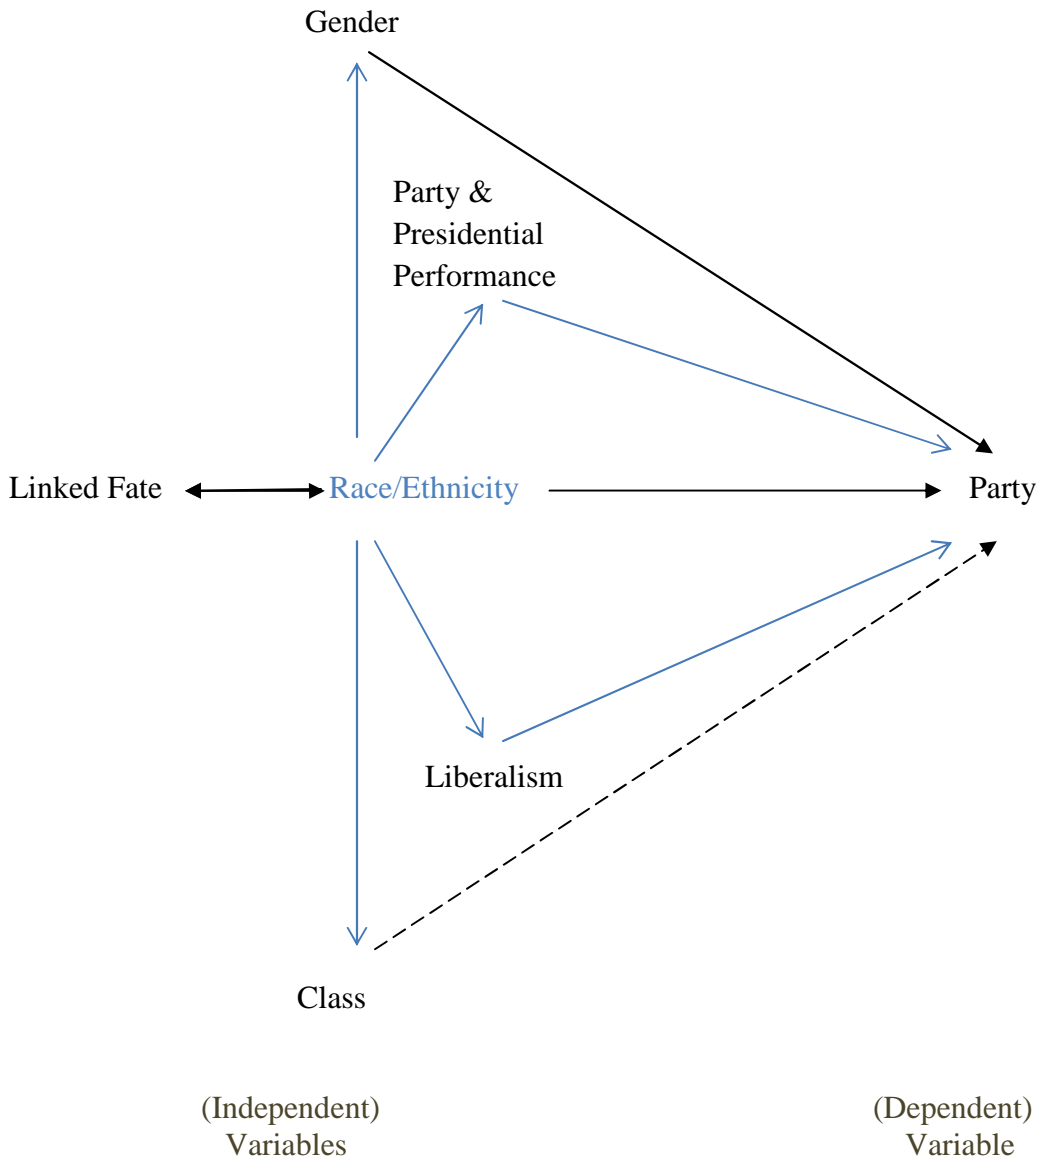 Gender
Party &
Presidential
Performance
Linked Fate
Race/Ethnicity
Party
Liberalism
Class
(Independent)
Variables
(Dependent)
Variable